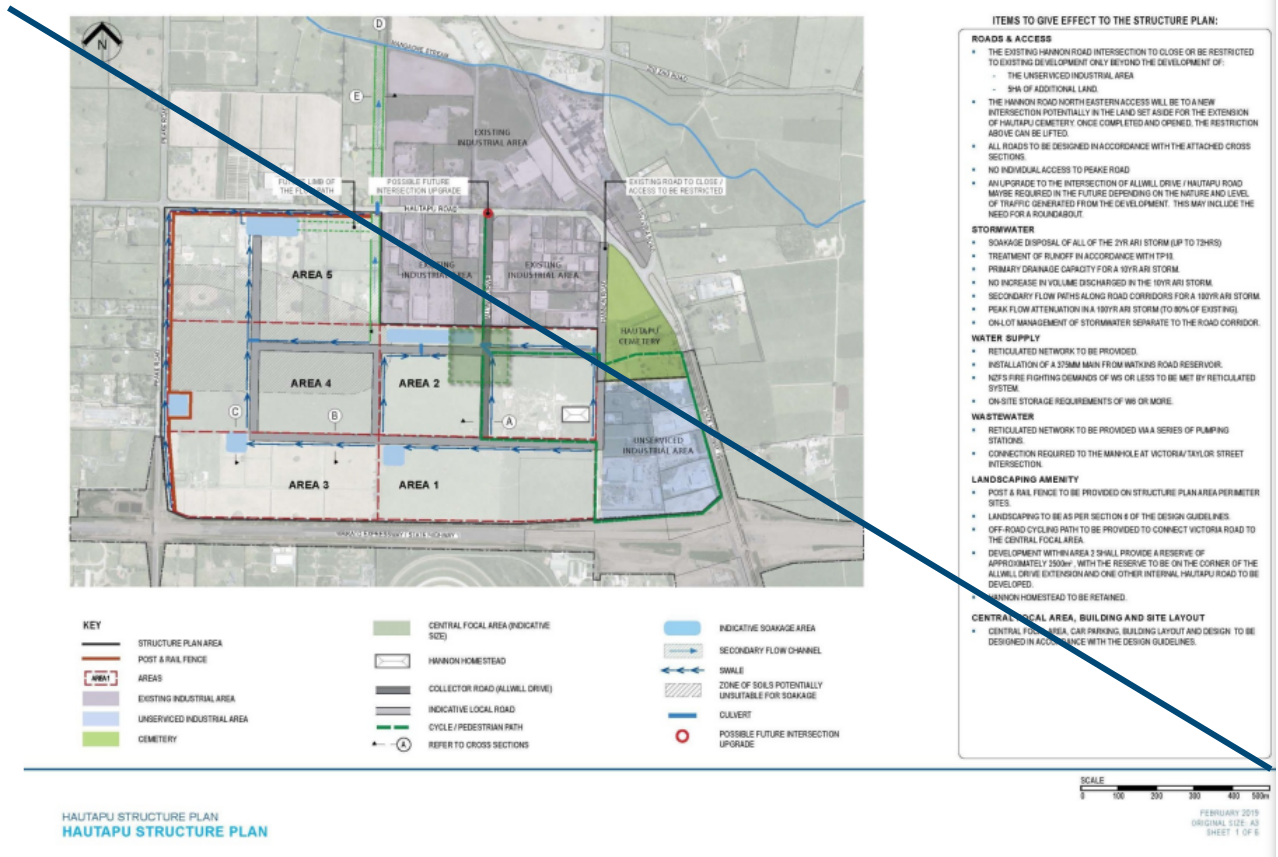 N
D
MANGAONE STREAM
E
PEAKE ROAD
EXISTING
INDUSTRIAL AREA
THE FLOW PATH
POSSIBLE FUTURE
INTERSECTION UPGRADE
EXISTING ROAD TO CLOSE /
ACCESS TO BE RESTRICTED
HAUTAPU ROAD
AREA 5
EXISTING
INDUSTRIAL AREA
EXISTING
INDUSTRIAL AREA
HAUTAPU
CEMETERY
AREA 4
AREA 2
PEAKE ROAD
C
B
A
UNSERVICED
INDUSTRIAL AREA
AREA 3
AREA 1
WAIKATO EXPRESSWAY / STATE HIGHWAY
KEY
STRUCTURE PLAN AREA
POST & RAIL FENCE
AREA 1
AREAS
EXISTING INDUSTRIAL AREA
UNSERVICED INDUSTRIAL AREA
CEMETERY
CENTRAL FOCAL AREA (INDICATIVE
SIZE)
HANNON HOMESTEAD
COLLECTOR ROAD (ALLWILL DRIVE)
INDICATIVE LOCAL ROAD
CYCLE / PEDESTRIAN PATH
A
REFER TO CROSS SECTIONS
INDICATIVE SOAKAGE AREA
SECONDARY FLOW CHANNEL
SWALE
ZONE OF SOILS POTENTIALLY
UNSUITABLE FOR SOAKAGE
CULVERT
POSSIBLE FUTURE INTERSECTION
UPGRADE
ITEMS TO GIVE EFFECT TO THE STRUCTURE PLAN:
ROADS & ACCESS
THE EXISTING HANNON ROAD INTERSECTION TO CLOSE OR BE RESTRICTED
TO EXISTING DEVELOPMENT ONLY BEYOND THE DEVELOPMENT OF:
- THE UNSERVICED INDUSTRIAL AREA
- 5HA OF ADDITIONAL LAND.
THE HANNON ROAD NORTH EASTERN ACCESS WILL BE TO A NEW
INTERSECTION POTENTIALLY IN THE LAND SET ASIDE FOR THE EXTENSION
OF HAUTAPU CEMETERY. ONCE COMPLETED AND OPENED, THE RESTRICTION
ABOVE CAN BE LIFTED.
ALL ROADS TO BE DESIGNED IN ACCORDANCE WITH THE ATTACHED CROSS
SECTIONS.
NO INDIVIDUAL ACCESS TO PEAKE ROAD
AN UPGRADE TO THE INTERSECTION OF ALLWILL DRIVE / HAUTAPU ROAD
MAYBE REQUIRED IN THE FUTURE DEPENDING ON THE NATURE AND LEVEL
OF TRAFFIC GENERATED FROM THE DEVELOPMENT. THIS MAY INCLUDE THE
NEED FOR A ROUNDABOUT.
STORMWATER
SOAKAGE DISPOSAL OF ALL OF THE 2YR ARI STORM (UP TO 72HRS)
TREATMENT OF RUNOFF IN ACCORDANCE WITH TP10.
PRIMARY DRAINAGE CAPACITY FOR A 10YR ARI STORM.
NO INCREASE IN VOLUME DISCHARGED IN THE 10YR ARI STORM.
SECONDARY FLOW PATHS ALONG ROAD CORRIDORS FOR A 100YR ARI STORM.
PEAK FLOW ATTENUATION IN A 100YR ARI STORM (TO 80% OF EXISTING).
ON-LOT MANAGEMENT OF STORMWATER SEPARATE TO THE ROAD CORRIDOR.
WATER SUPPLY
RETICULATED NETWORK TO BE PROVIDED.
INSTALLATION OF A 375MM MAIN FROM WATKINS ROAD RESERVOIR.
NZFS FIRE FIGHTING DEMANDS OF W5 OR LESS TO BE MET BY RETICULATED
SYSTEM.
ON-SITE STORAGE REQUIREMENTS OF W6 OR MORE.
WASTEWATER
RETICULATED NETWORK TO BE PROVIDED VIA A SERIES OF PUMPING
STATIONS.
CONNECTION REQUIRED TO THE MANHOLE AT VICTORIA/TAYLOR STREET
INTERSECTION.
LANDSCAPING AMENITY
POST & RAIL FENCE TO BE PROVIDED ON STRUCTURE PLAN AREA PERIMETER
SITES.
LANDSCAPING TO BE AS PER SECTION 6 OF THE DESIGN GUIDELINES.
OFF-ROAD CYCLING PATH TO BE PROVIDED TO CONNECT VICTORIA ROAD TO
THE CENTRAL FOCAL AREA.
DEVELOPMENT WITHIN AREA 2 SHALL PROVIDE A RESERVE OF
APPROXIMATELY 2500m², WITH THE RESERVE TO BE ON THE CORNER OF THE
ALLWILL DRIVE EXTENSION AND ONE OTHER INTERNAL HAUTAPU ROAD TO BE
DEVELOPED.
HANNON HOMESTEAD TO BE RETAINED.
CENTRAL FOCAL AREA, BUILDING AND SITE LAYOUT
CENTRAL FOCAL AREA, CAR PARKING, BUILDING LAYOUT AND DESIGN TO BE
DESIGNED IN ACCORDANCE WITH THE DESIGN GUIDELINES.
SCALE
0 100 200 300 400 500m
HAUTAPU STRUCTURE PLAN
HAUTAPU STRUCTURE PLAN
FEBRUARY 2019
ORIGINAL SIZE: A3
SHEET 1 OF 6